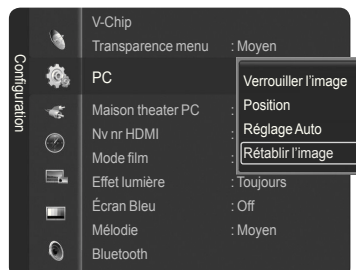 Configuration
V-Chip
Transparence menu : Moyen
PC
Maison theater PC :
Nv nr HDMI :
Mode film :
Effet lumière : Toujours
Écran Bleu : Off
Mélodie : Moyen
Bluetooth
Verrouiller l'image
Position
Réglage Auto
Rétablir l'image